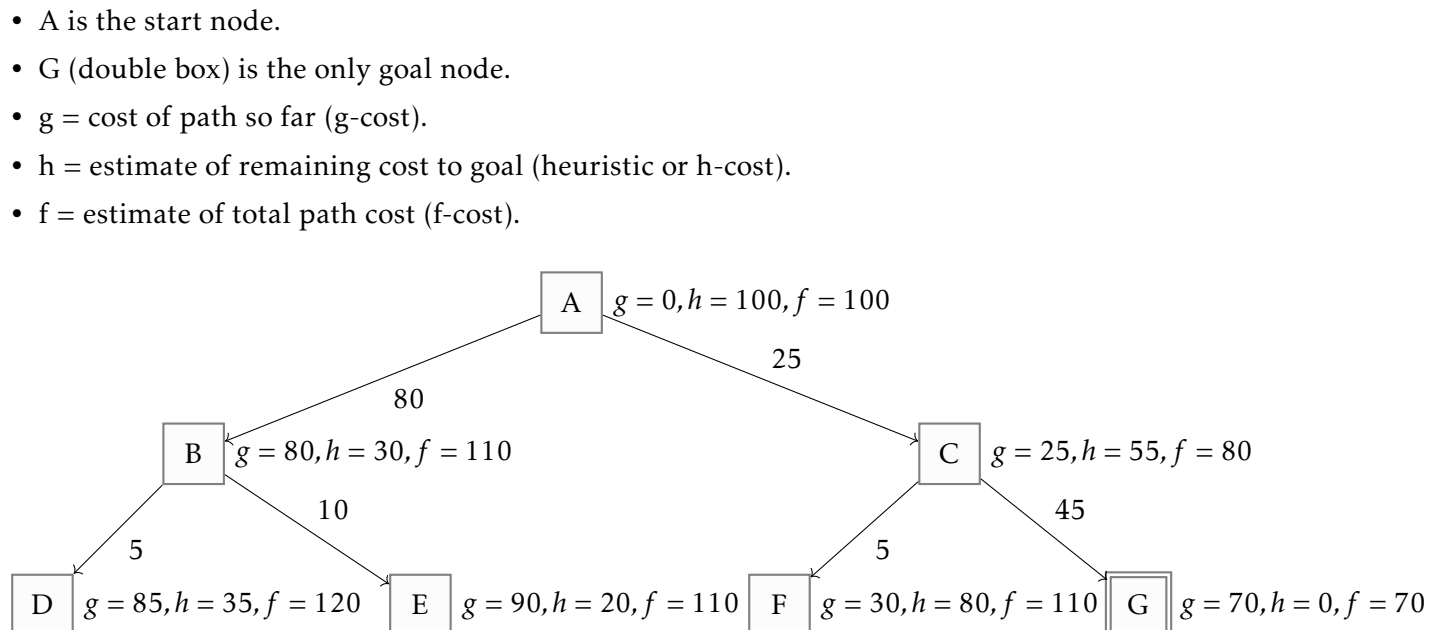 • A is the start node.
• G (double box) is the only goal node.
• g = cost of path so far (g-cost).
• h = estimate of remaining cost to goal (heuristic or h-cost).
• f = estimate of total path cost (f-cost).
A g = 0, h = 100, f = 100
25
80
B g = 80, h = 30, f = 110 C g = 25, h = 55, f = 80
10 45
5 5
D g = 85, h = 35, f = 120 E g = 90, h = 20, f = 110 F g = 30, h = 80, f = 110 G g = 70, h = 0, f = 70